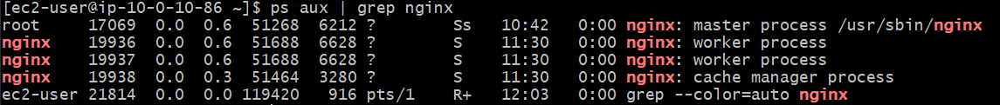 [ec2-user@ip-10-0-10-86 ~]$ ps aux | grep nginx
root     17069  0.0  0.6  51268  6212 ?        Ss   10:42   0:00 nginx: master process /usr/sbin/nginx
nginx    19936  0.0  0.6  51688  6628 ?        S    11:30   0:00 nginx: worker process
nginx    19937  0.0  0.6  51688  6628 ?        S    11:30   0:00 nginx: worker process
nginx    19938  0.0  0.3  51464  3280 ?        S    11:30   0:00 nginx: cache manager process
ec2-user 21814  0.0  0.0 119420   916 pts/1    R+   12:03   0:00 grep --color=auto nginx